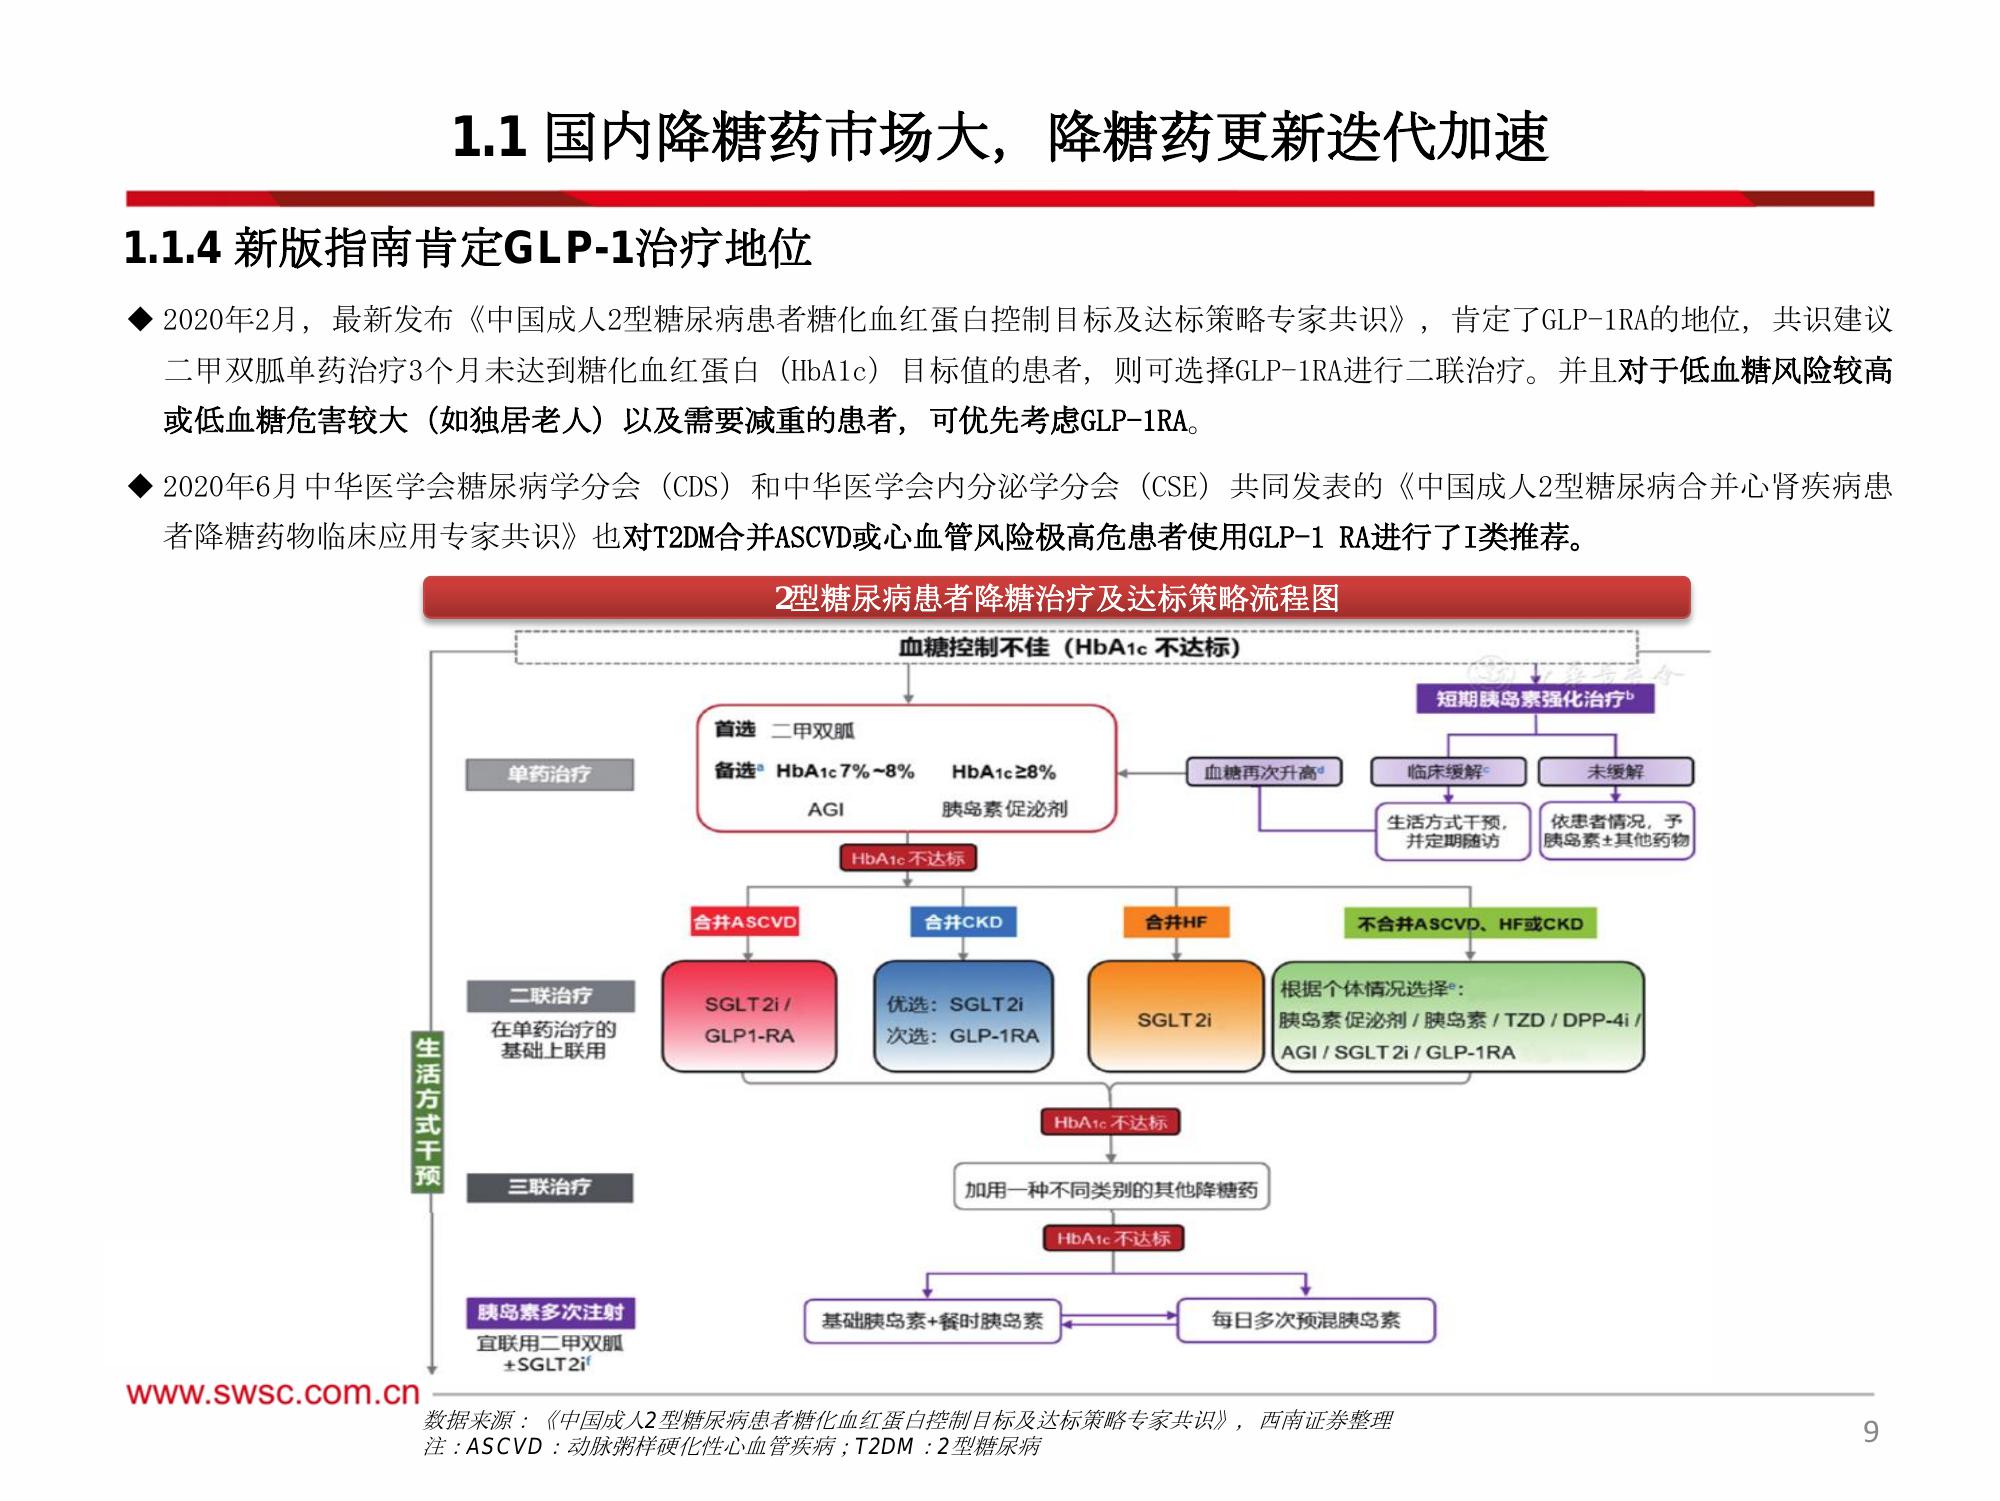 1.1 国内降糖药市场大，降糖药更新迭代加速
1.1.4 新版指南肯定GLP-1治疗地位
◆ 2020年2月，最新发布《中国成人2型糖尿病患者糖化血红蛋白控制目标及达标策略专家共识》，肯定了GLP-1RA的地位，共识建议
二甲双胍单药治疗3个月未达到糖化血红蛋白（HbA1c）目标值的患者，则可选择GLP-1RA进行二联治疗。并且对于低血糖风险较高
或低血糖危害较大（如独居老人）以及需要减重的患者，可优先考虑GLP-1RA。
◆ 2020年6月中华医学会糖尿病学分会（CDS）和中华医学会内分泌学分会（CSE）共同发表的《中国成人2型糖尿病合并心肾疾病患
者降糖药物临床应用专家共识》也对T2DM合并ASCVD或心血管风险极高危患者使用GLP-1 RA进行了I类推荐。
2型糖尿病患者降糖治疗及达标策略流程图
血糖控制不佳（HbA1c 不达标）
短期胰岛素强化治疗b
首选 二甲双胍
单药治疗
备选a HbA1c 7%~8% HbA1c≥8%
AGI 胰岛素促泌剂
血糖再次升高d
临床缓解c
未缓解
生活方式干预，
并定期随访
依患者情况，予
胰岛素±其他药物
HbA1c 不达标
合并ASCVD
合并CKD
合并HF
不合并ASCVD、HF或CKD
二联治疗
在单药治疗的
基础上联用
SGLT2i /
GLP1-RA
优选：SGLT2i
次选：GLP-1RA
SGLT2i
根据个体情况选择e：
胰岛素促泌剂 / 胰岛素 / TZD / DPP-4i /
AGI / SGLT2i / GLP-1RA
生活方式干预
HbA1c 不达标
三联治疗
加用一种不同类别的其他降糖药
HbA1c 不达标
胰岛素多次注射
宜联用二甲双胍
±SGLT2if
基础胰岛素+餐时胰岛素
每日多次预混胰岛素
www.swsc.com.cn
数据来源：《中国成人2型糖尿病患者糖化血红蛋白控制目标及达标策略专家共识》，西南证券整理
注：ASCVD：动脉粥样硬化性心血管疾病；T2DM：2型糖尿病
9